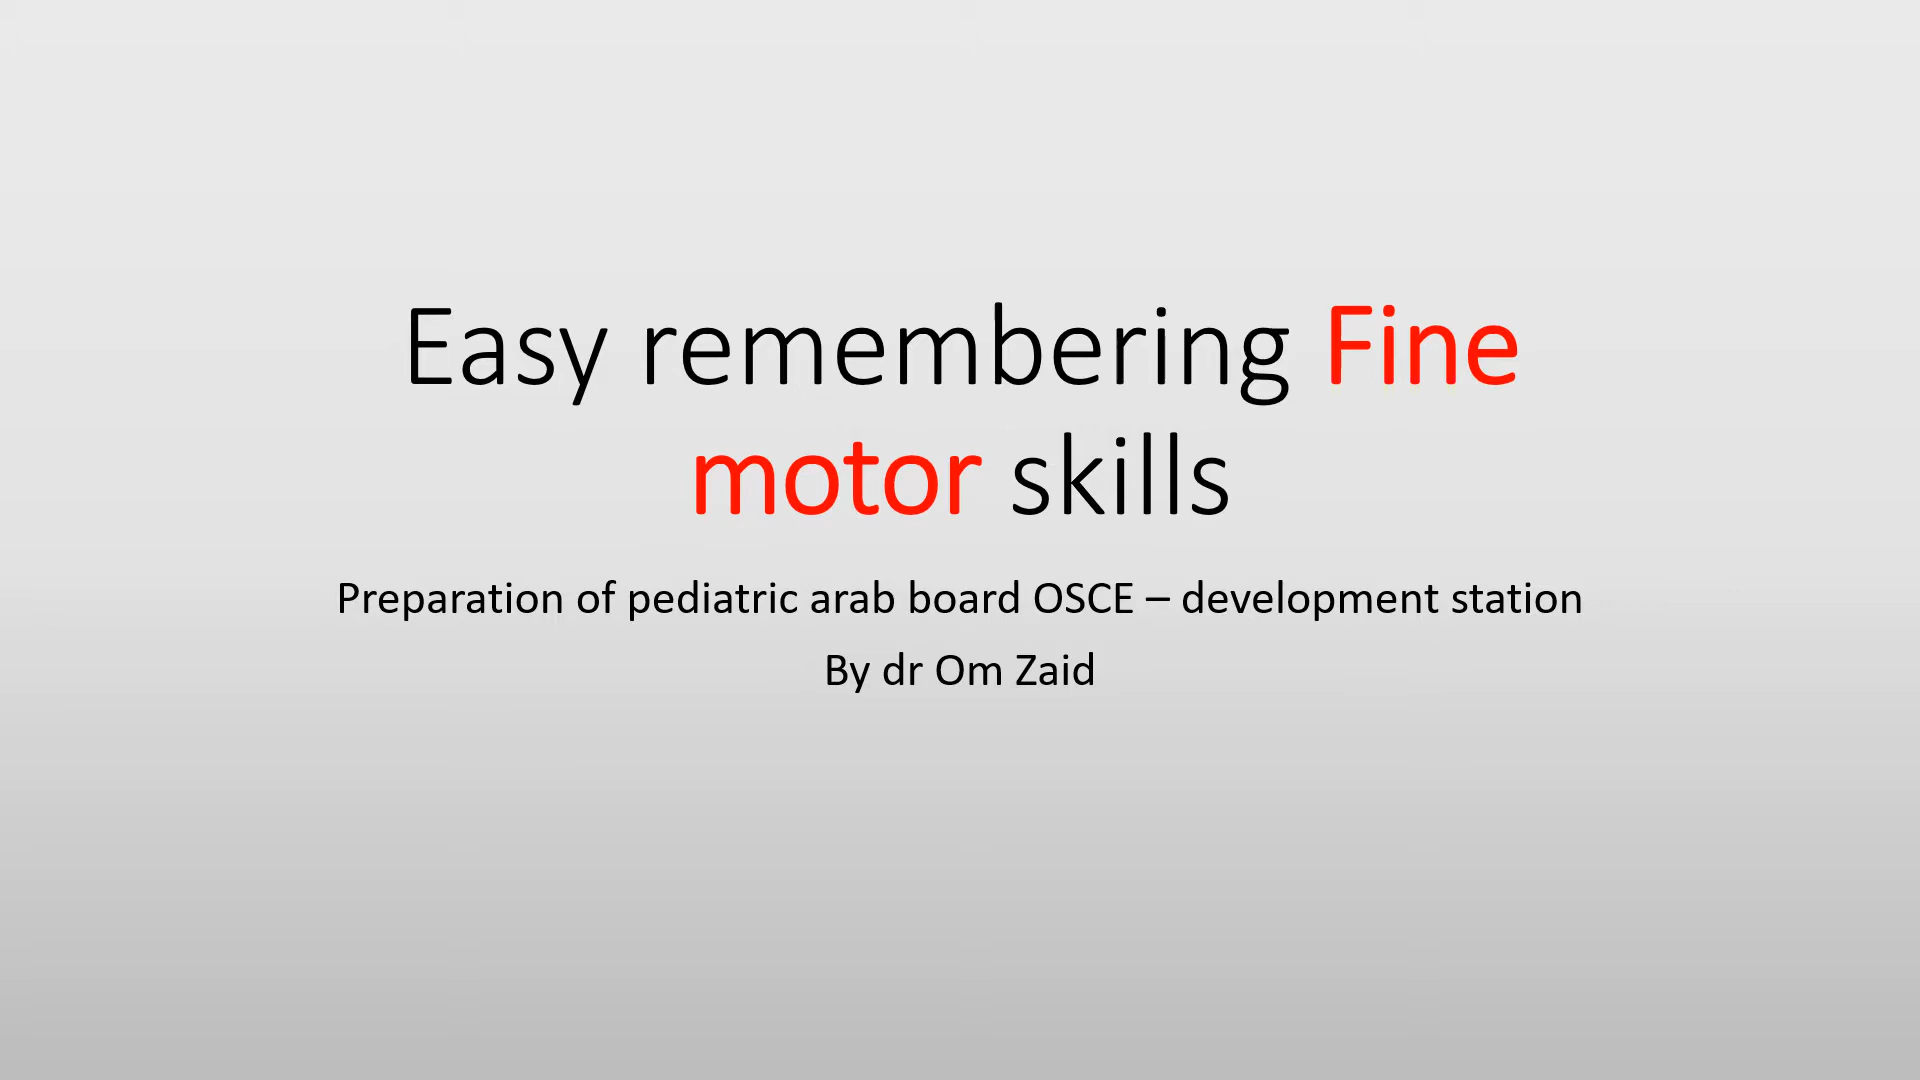 Easy remembering Fine
motor skills
Preparation of pediatric arab board OSCE – development station
By dr Om Zaid